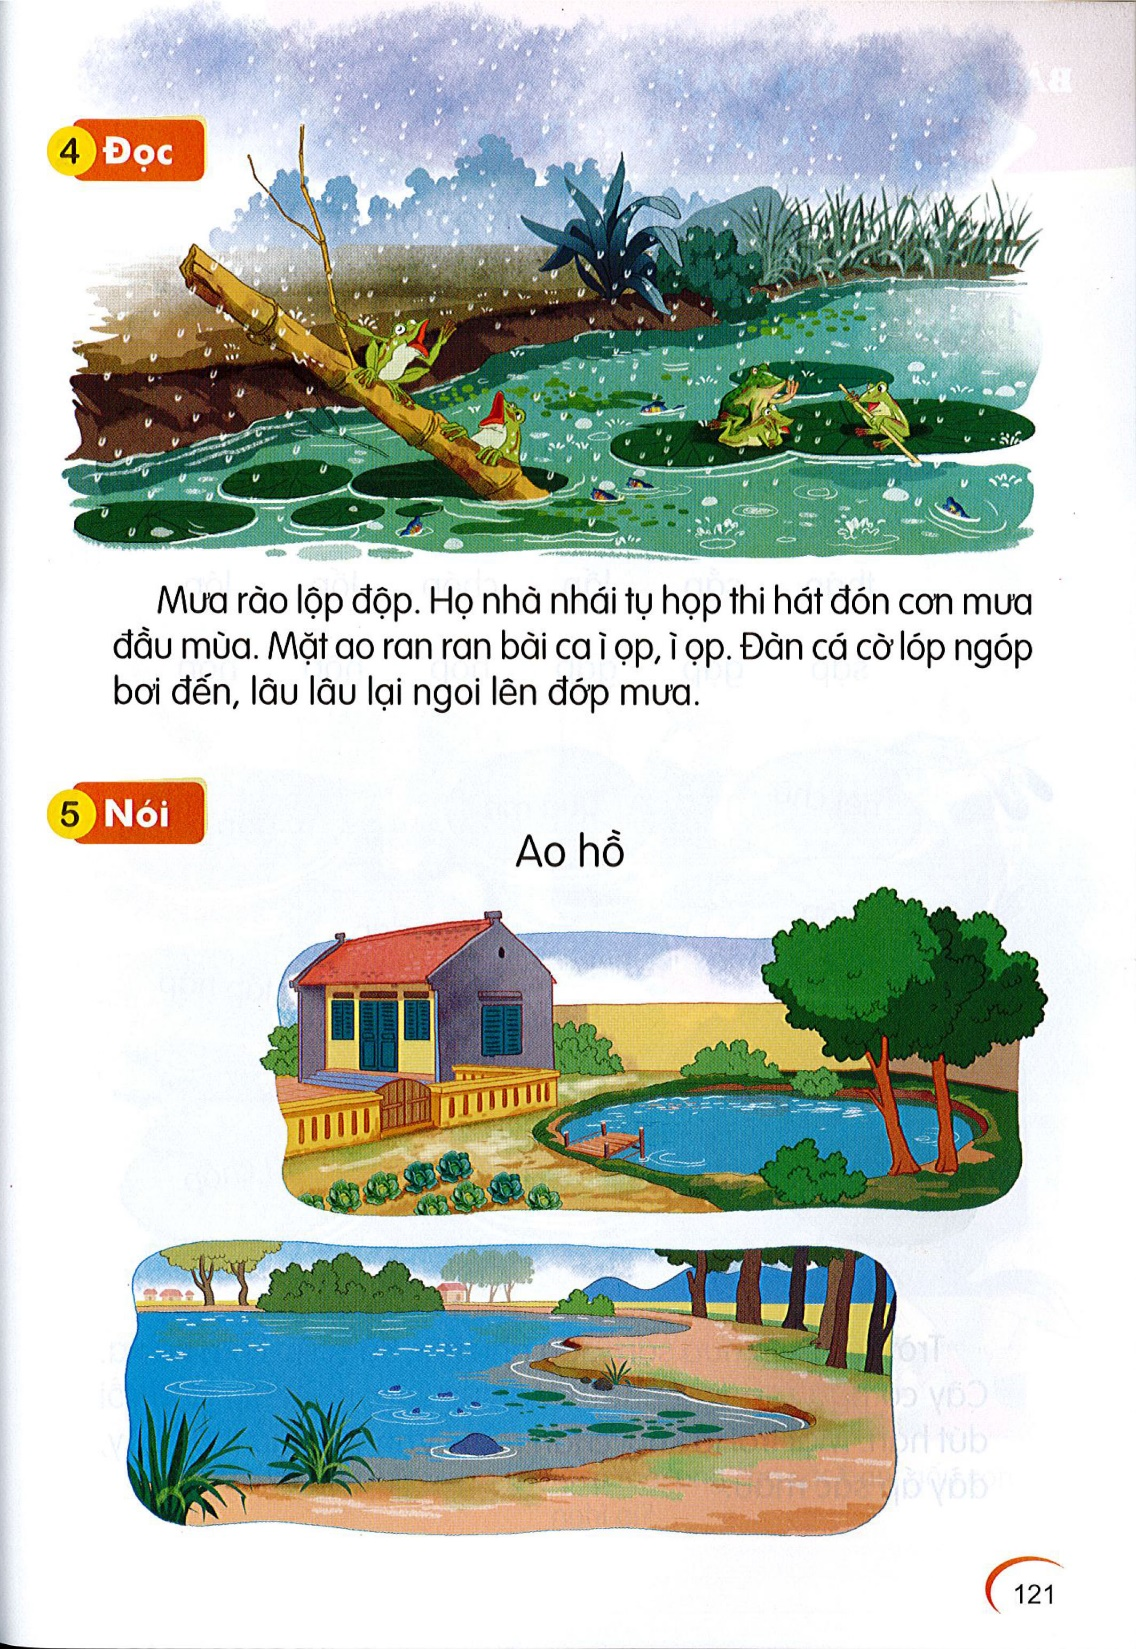 4 Đọc
Mưa rào lộp độp. Họ nhà nhái tụ họp thi hát đón cơn mưa
đầu mùa. Mặt ao ran ran bài ca ì ọp, ì ọp. Đàn cá cờ lóp ngóp
bơi đến, lâu lâu lại ngoi lên đớp mưa.
5 Nói
Ao hồ
121